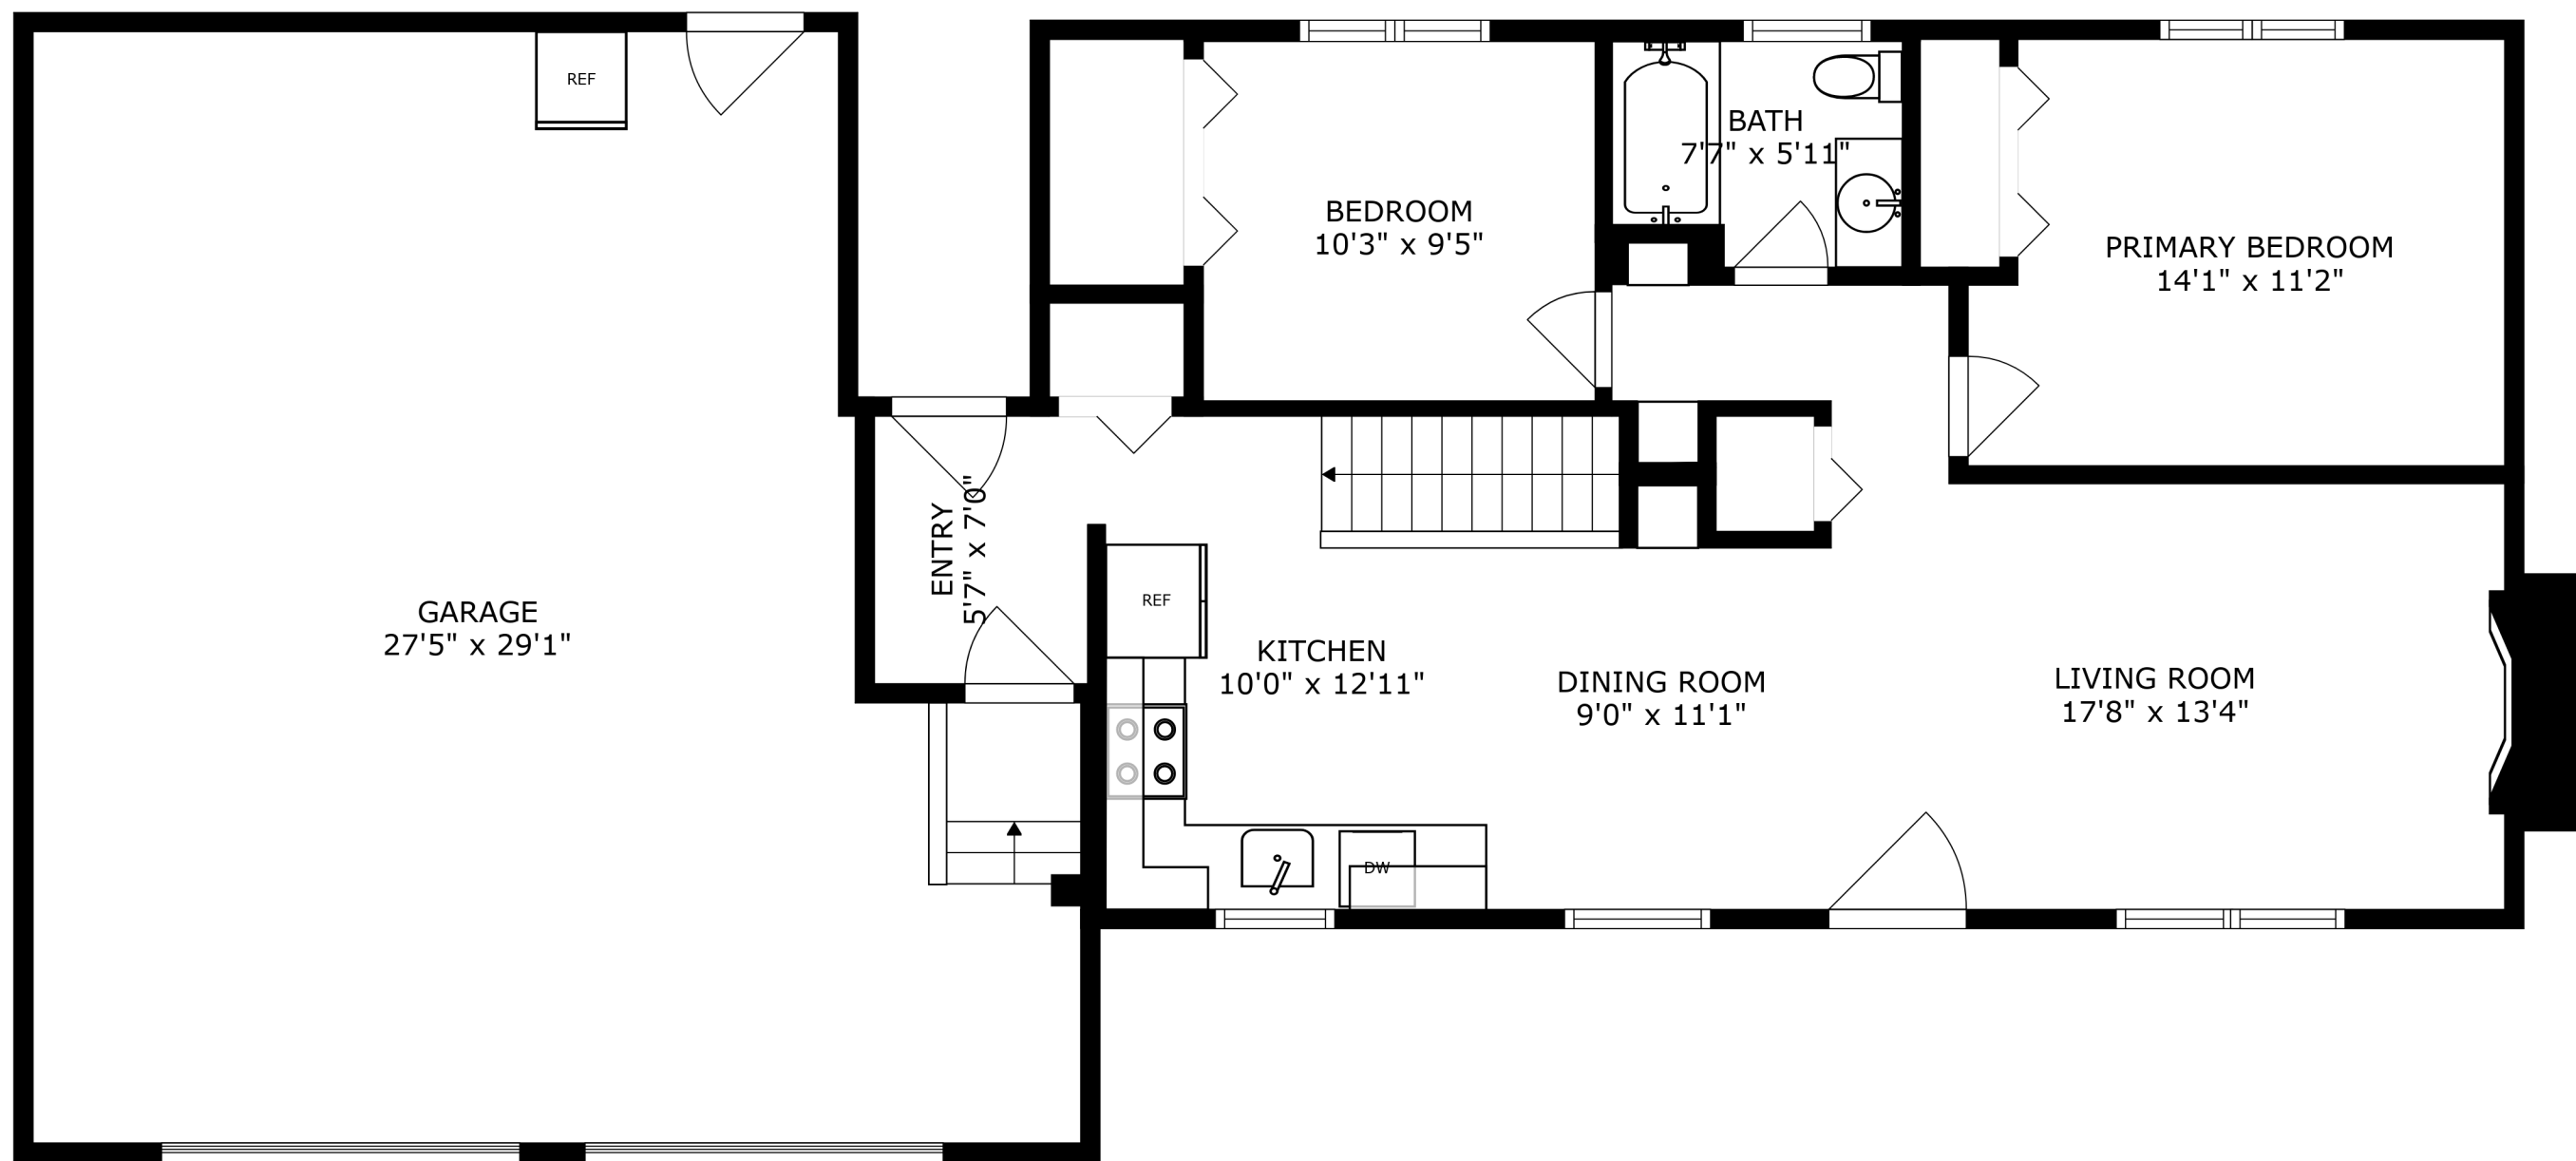 REF
BATH
7'7" x 5'11"
BEDROOM
10'3" x 9'5"
PRIMARY BEDROOM
14'1" x 11'2"
ENTRY
5'7" x 7'0"
GARAGE
27'5" x 29'1"
REF
KITCHEN
10'0" x 12'11"
DINING ROOM
9'0" x 11'1"
LIVING ROOM
17'8" x 13'4"
DW